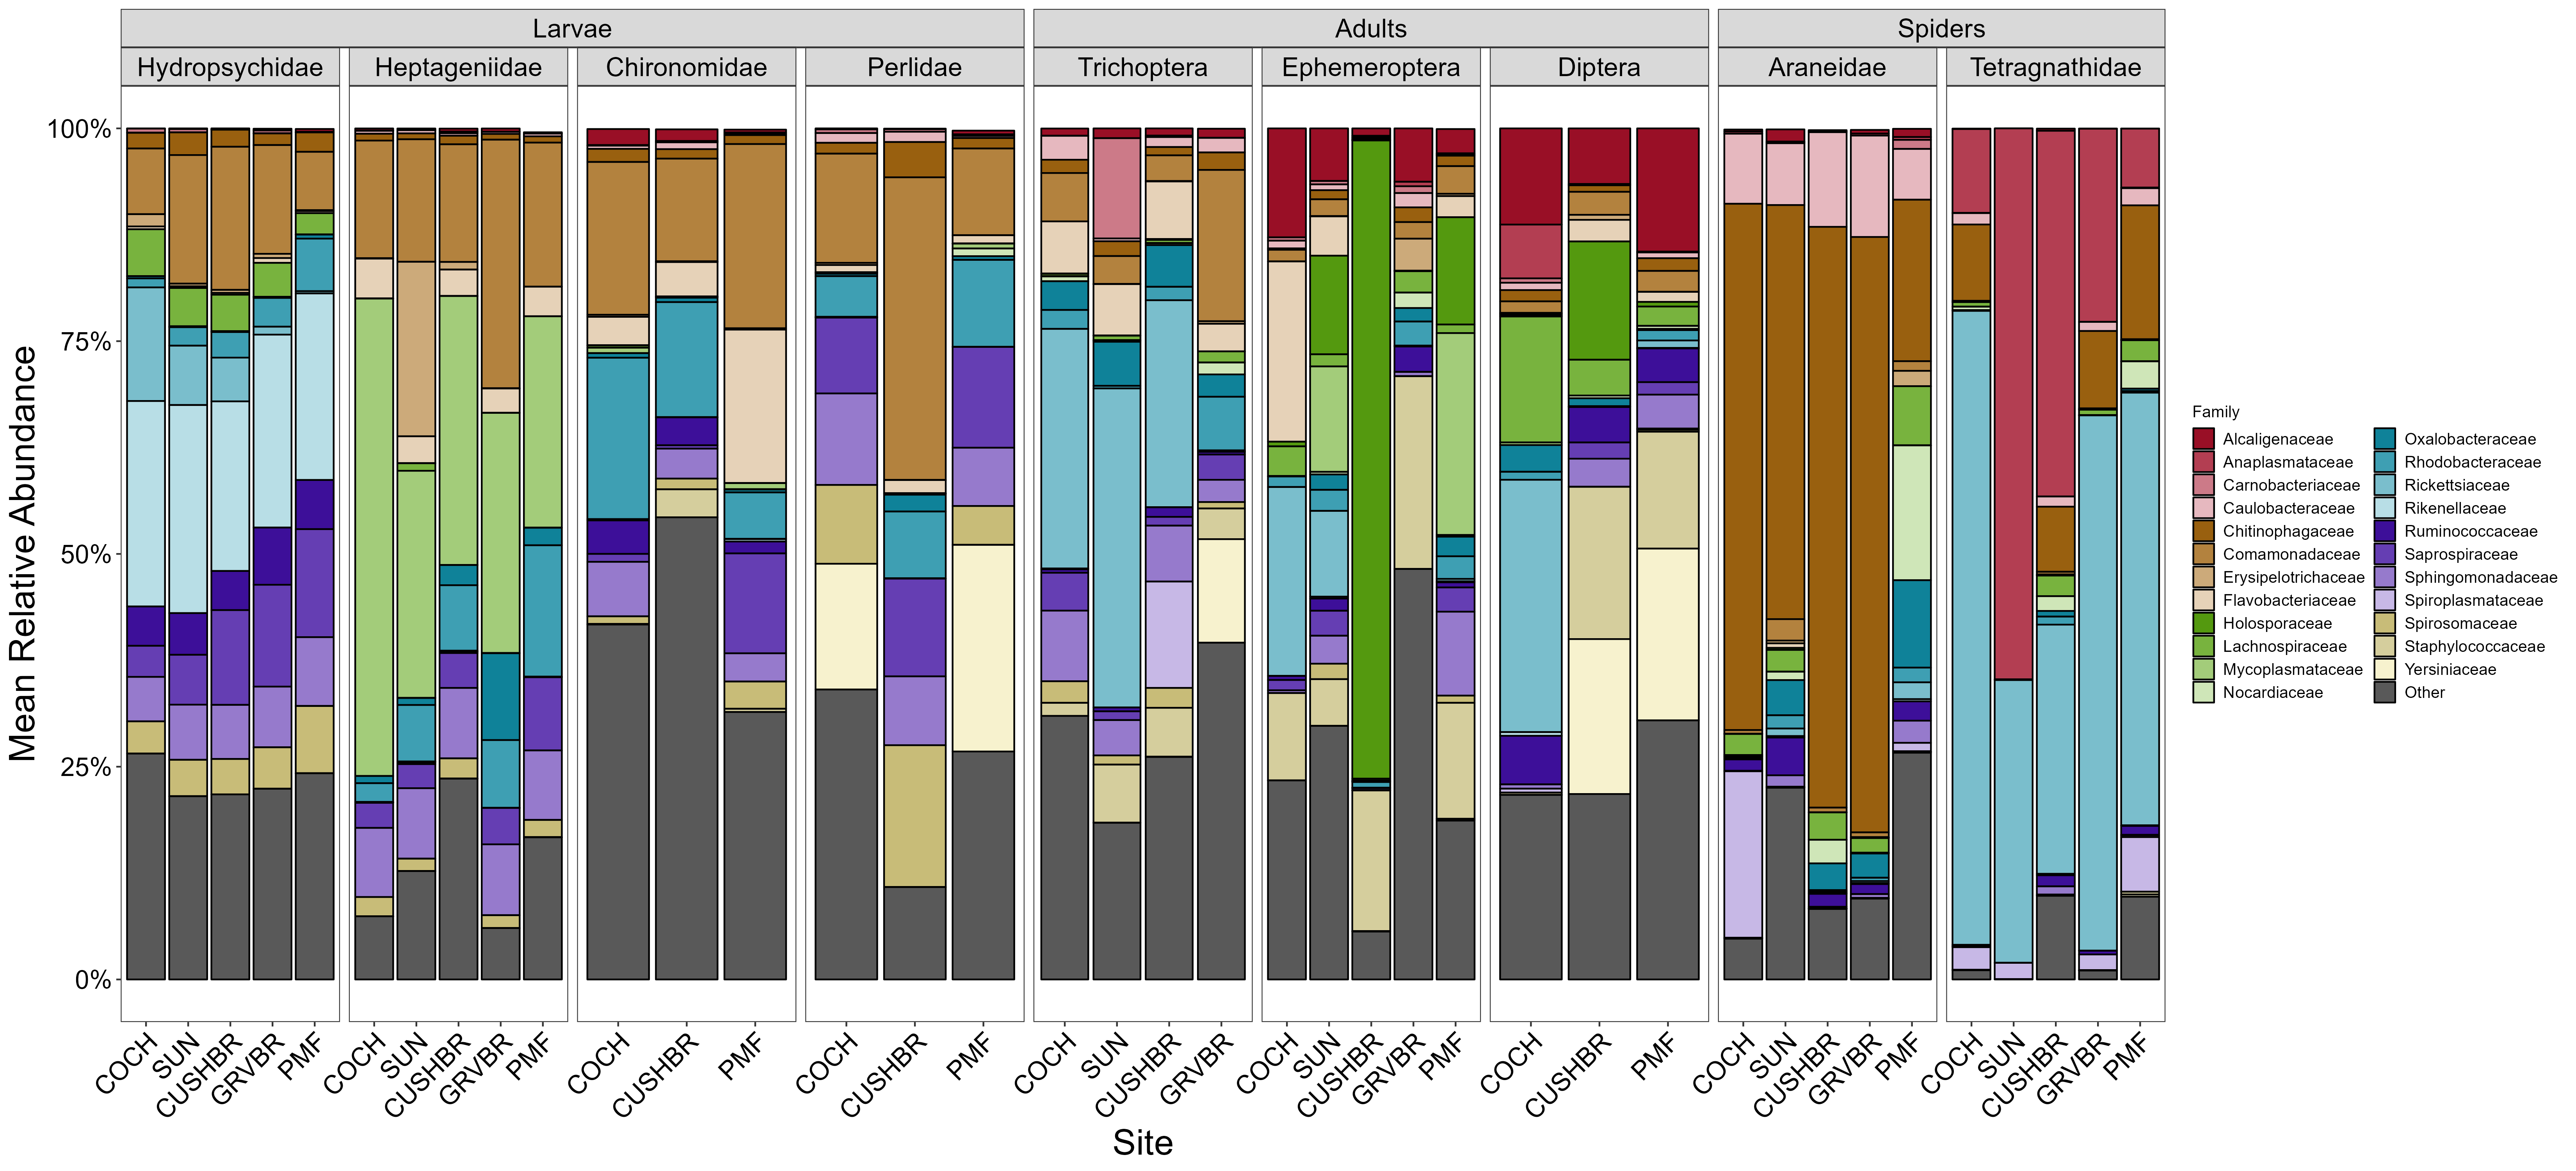 Larvae Adults Spiders
Hydropsychidae Heptageniidae Chironomidae Perlidae Trichoptera Ephemeroptera Diptera Araneidae Tetragnathidae
Mean Relative Abundance
100%
75%
50%
25%
0%
COCH SUN CUSHBR GRVBR PMF COCH SUN CUSHBR GRVBR PMF COCH CUSHBR PMF COCH CUSHBR PMF COCH SUN CUSHBR GRVBR COCH SUN CUSHBR GRVBR PMF COCH CUSHBR PMF COCH SUN CUSHBR GRVBR PMF COCH SUN CUSHBR GRVBR PMF
Site
Family
Alcaligenaceae
Anaplasmataceae
Carnobacteriaceae
Caulobacteraceae
Chitinophagaceae
Comamonadaceae
Erysipelotrichaceae
Flavobacteriaceae
Holosporaceae
Lachnospiraceae
Mycoplasmataceae
Nocardiaceae
Oxalobacteraceae
Rhodobacteraceae
Rickettsiaceae
Rikenellaceae
Ruminococcaceae
Saprospiraceae
Sphingomonadaceae
Spiroplasmataceae
Spirosomaceae
Staphylococcaceae
Yersiniaceae
Other